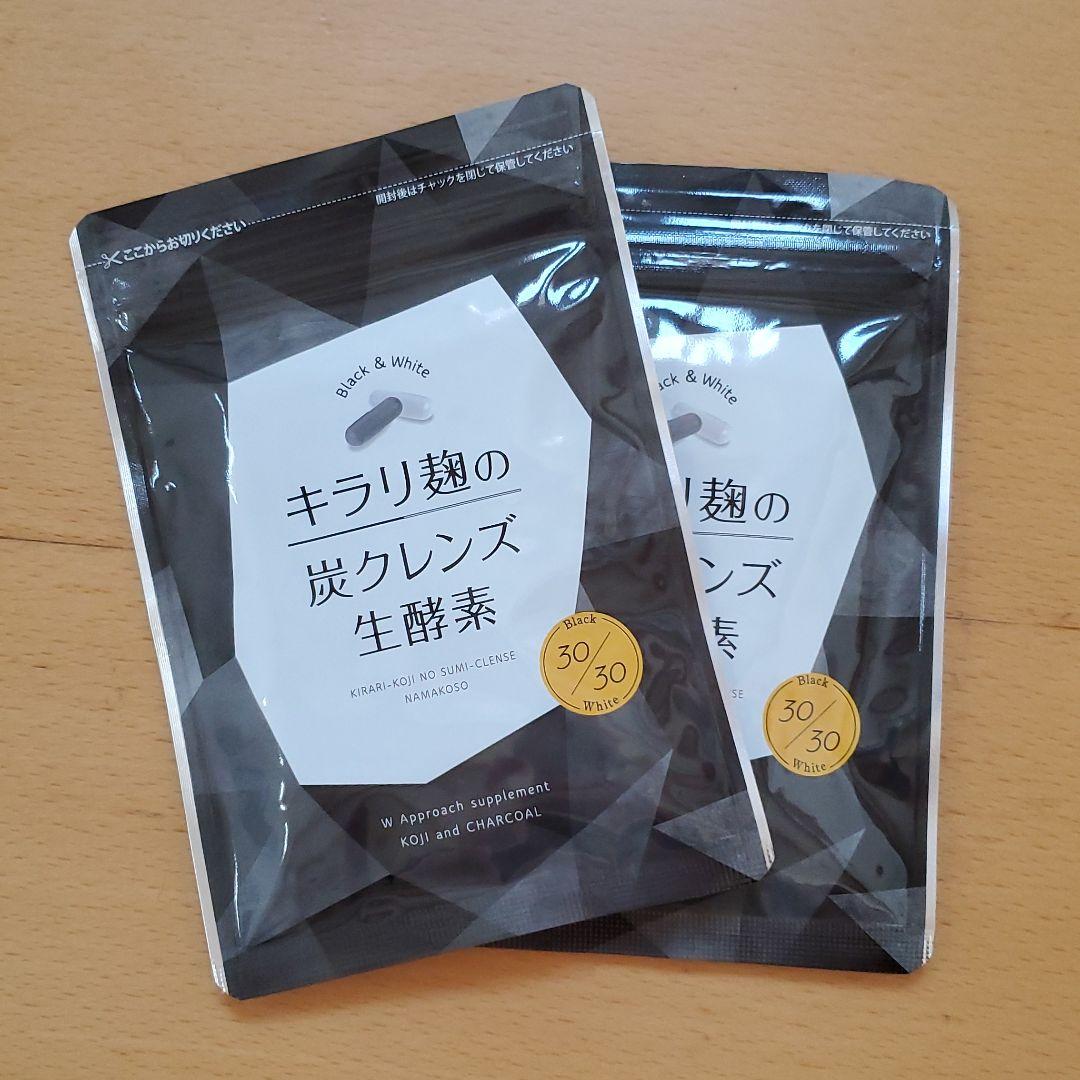 開封後はチャックを閉じて保管してください
ここからお切りください
Black & White
キラリ麹の
炭クレンズ
生酵素
KIRARI-KOJI NO SUMI-CLENSE
NAMAKOSO
Black
30/30
White
W Approach supplement
KOJI and CHARCOAL
を閉じて保管してください
ck & White
リ麹の
ンズ
素
SE
Black
30/30
White